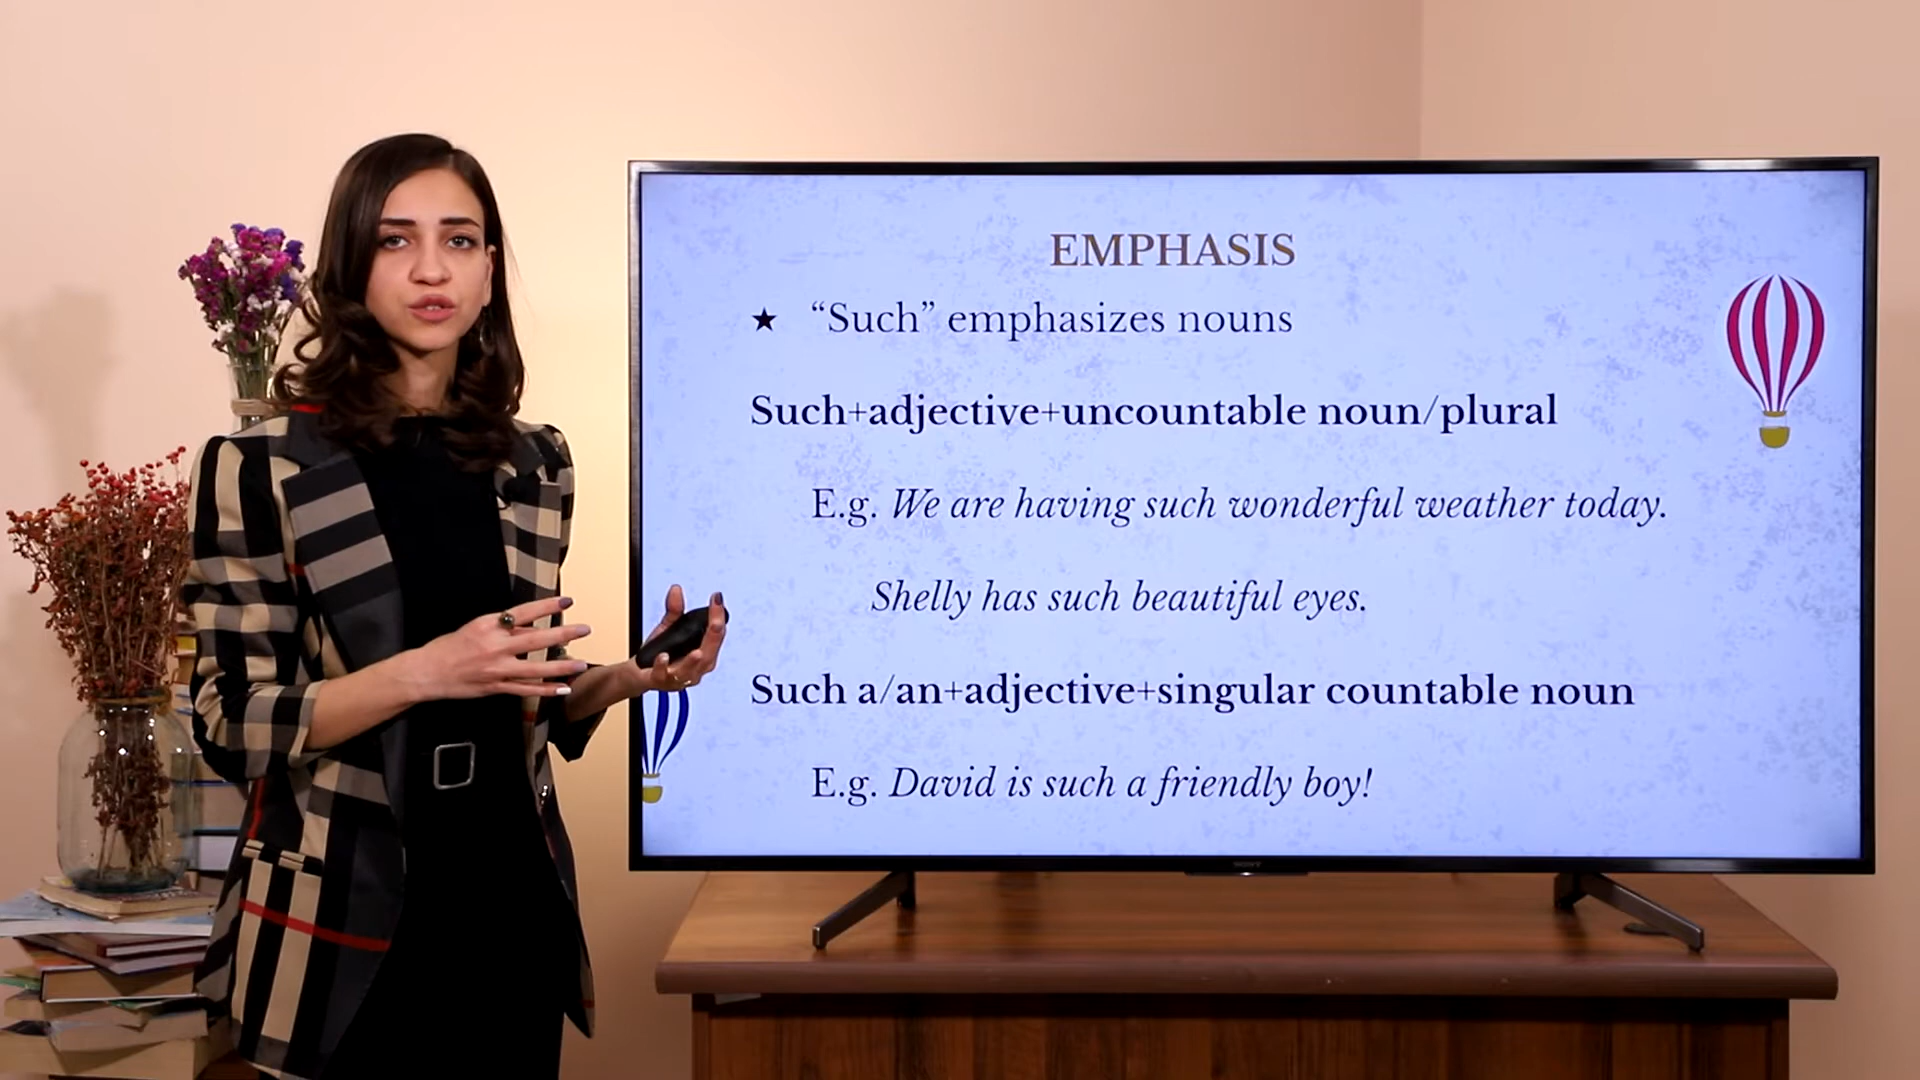 EMPHASIS
★ “Such” emphasizes nouns
Such+adjective+uncountable noun/plural
E.g. We are having such wonderful weather today.
Shelly has such beautiful eyes.
Such a/an+adjective+singular countable noun
E.g. David is such a friendly boy!
SONY